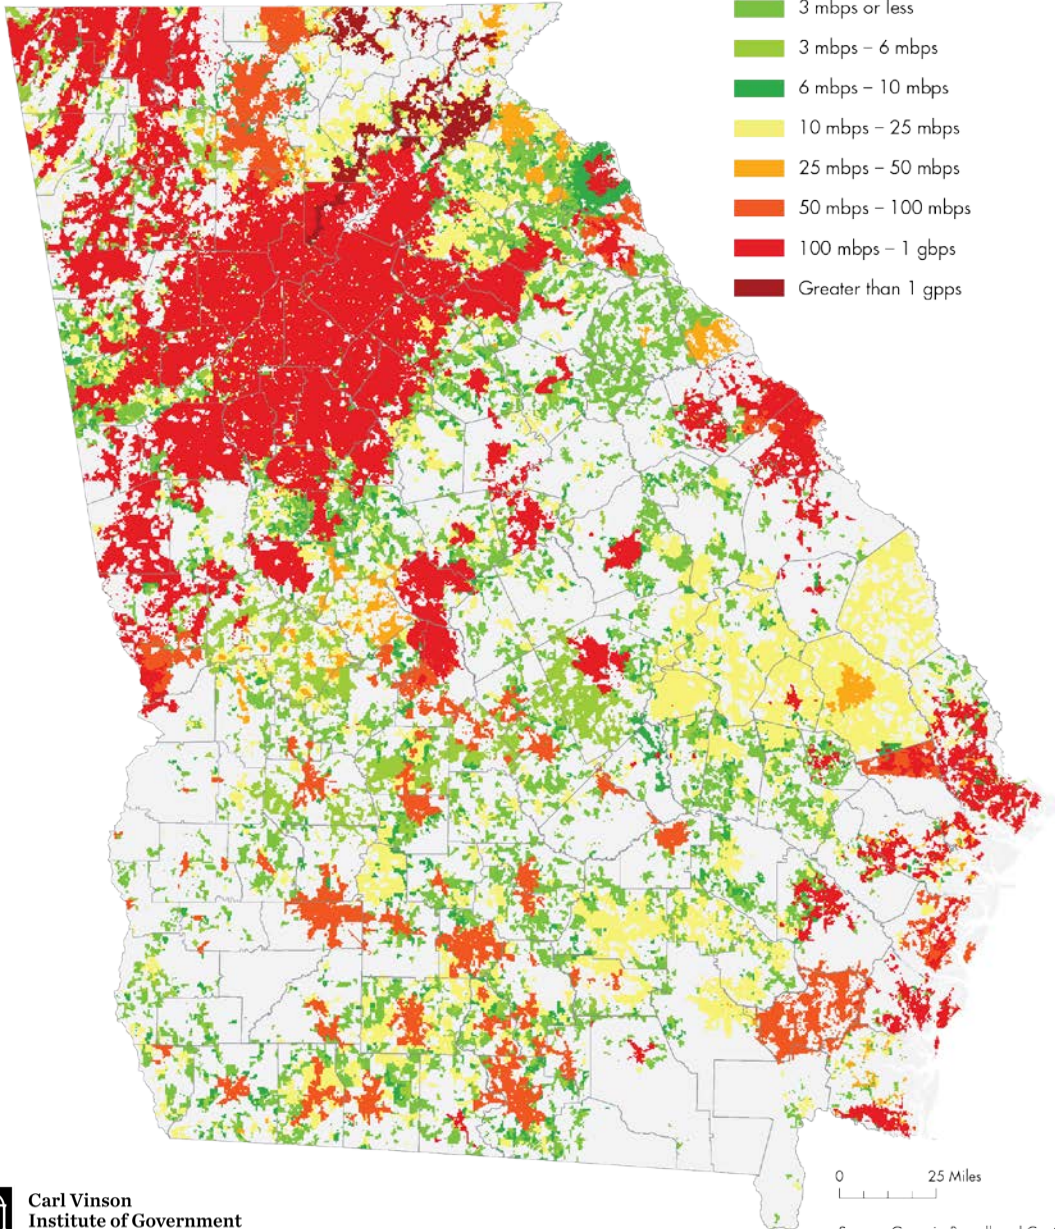 3 mbps or less
3 mbps – 6 mbps
6 mbps – 10 mbps
10 mbps – 25 mbps
25 mbps – 50 mbps
50 mbps – 100 mbps
100 mbps – 1 gbps
Greater than 1 gpps
0 25 Miles
Carl Vinson
Institute of Government